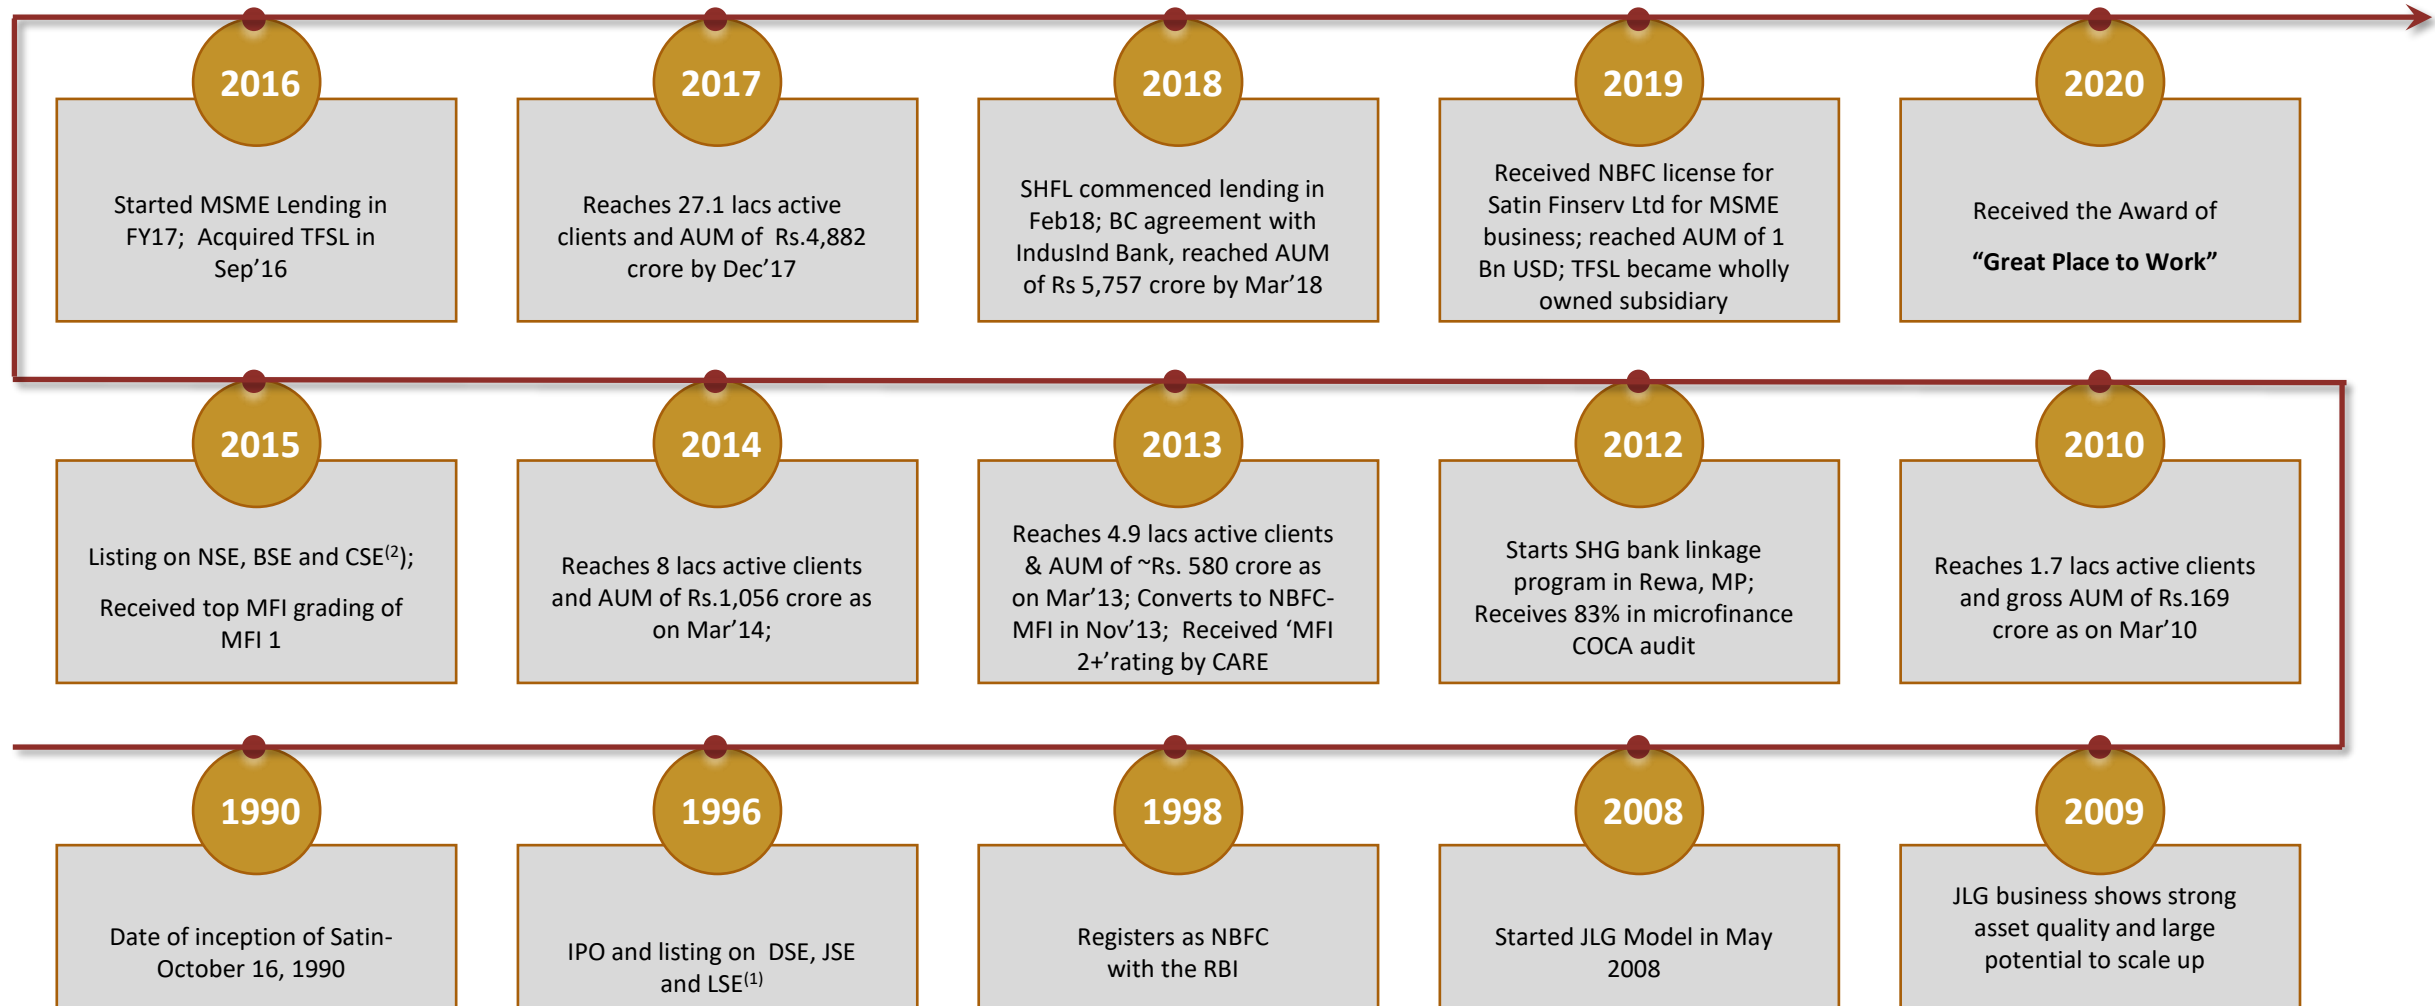 2016
Started MSME Lending in
FY17; Acquired TFSL in
Sep’16
2017
Reaches 27.1 lacs active
clients and AUM of Rs.4,882
crore by Dec’17
2018
SHFL commenced lending in
Feb18; BC agreement with
IndusInd Bank, reached AUM
of Rs 5,757 crore by Mar’18
2019
Received NBFC license for
Satin Finserv Ltd for MSME
business; reached AUM of 1
Bn USD; TFSL became wholly
owned subsidiary
2020
Received the Award of
“Great Place to Work”
2015
Listing on NSE, BSE and CSE(2);
Received top MFI grading of
MFI 1
2014
Reaches 8 lacs active clients
and AUM of Rs.1,056 crore as
on Mar’14;
2013
Reaches 4.9 lacs active clients
& AUM of ~Rs. 580 crore as
on Mar’13; Converts to NBFC-
MFI in Nov’13; Received ‘MFI
2+’rating by CARE
2012
Starts SHG bank linkage
program in Rewa, MP;
Receives 83% in microfinance
COCA audit
2010
Reaches 1.7 lacs active clients
and gross AUM of Rs.169
crore as on Mar’10
1990
Date of inception of Satin-
October 16, 1990
1996
IPO and listing on DSE, JSE
and LSE(1)
1998
Registers as NBFC
with the RBI
2008
Started JLG Model in May
2008
2009
JLG business shows strong
asset quality and large
potential to scale up